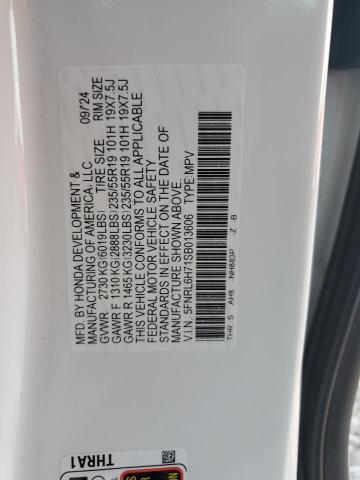 MFD. BY HONDA DEVELOPMENT & 09/24
MANUFACTURING OF AMERICA, LLC
GVWR 2730 KG(6019LBS) TIRE SIZE RIM SIZE
GAWR F 1310 KG(2888LBS) 235/55R19 101H 19X7.5J
GAWR R 1465 KG(3230LBS) 235/55R19 101H 19X7.5J
THIS VEHICLE CONFORMS TO ALL APPLICABLE
FEDERAL MOTOR VEHICLE SAFETY
STANDARDS IN EFFECT ON THE DATE OF
MANUFACTURE SHOWN ABOVE.
V.I.N.: 5FNRL6H71SB013606 TYPE:MPV
THR S AH8 -NH883P -Z -B
THRA1